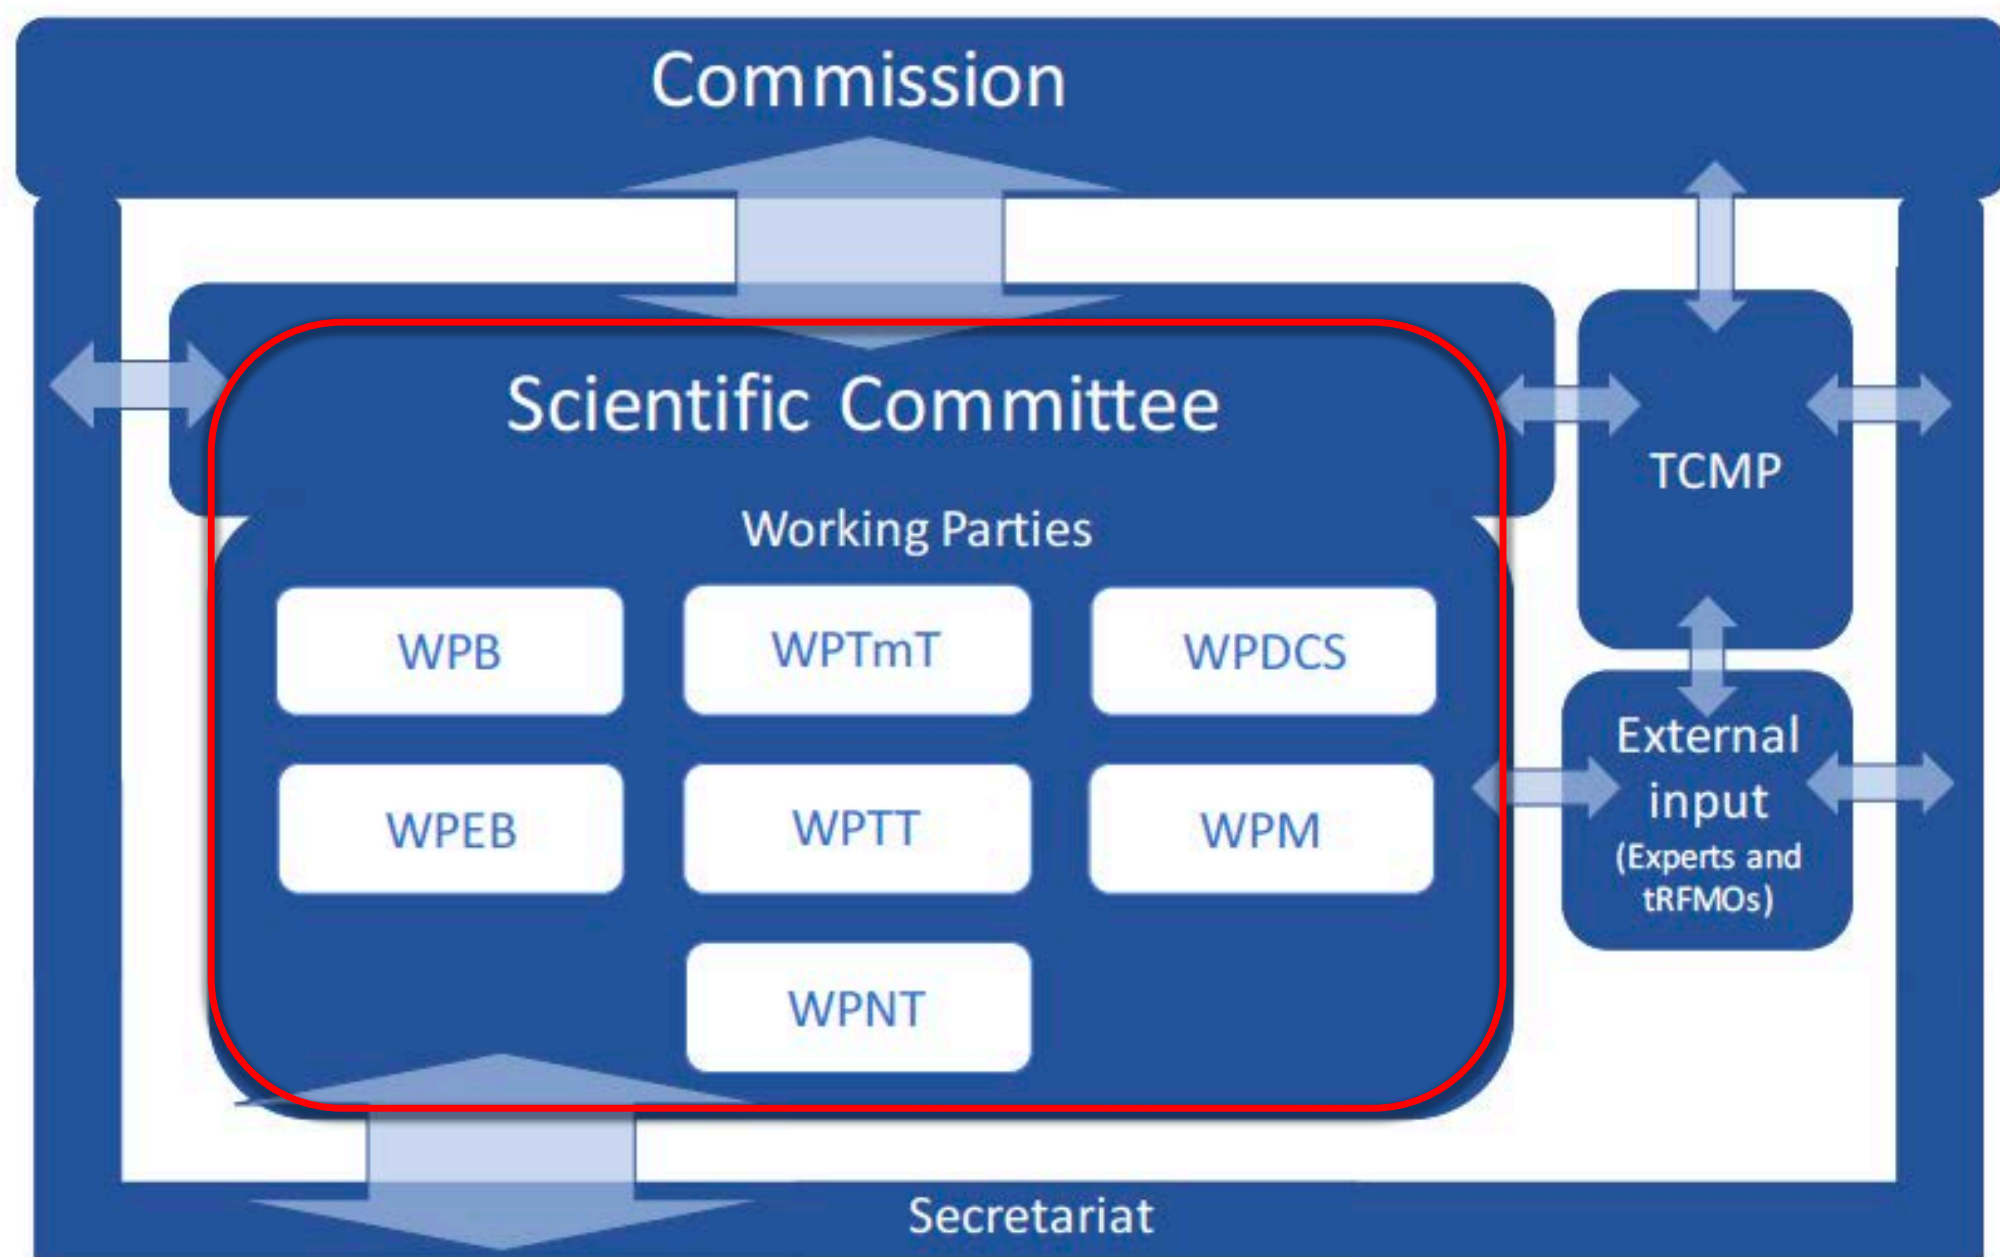 Commission
Scientific Committee
TCMP
Working Parties
WPB
WPTmT
WPDCS
WPEB
WPTT
WPM
WPNT
External
input
(Experts and
tRFMOs)
Secretariat